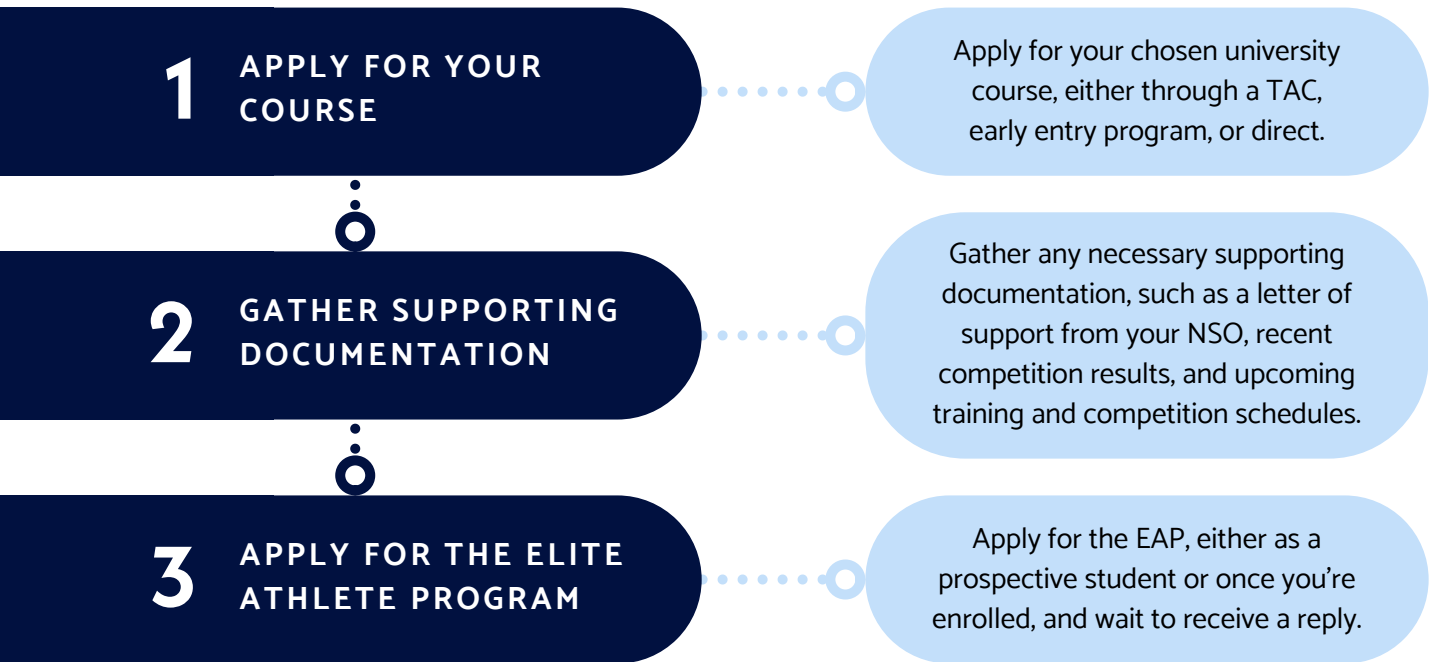 1
APPLY FOR YOUR
COURSE
Apply for your chosen university
course, either through a TAC,
early entry program, or direct.
2
GATHER SUPPORTING
DOCUMENTATION
Gather any necessary supporting
documentation, such as a letter of
support from your NSO, recent
competition results, and upcoming
training and competition schedules.
3
APPLY FOR THE ELITE
ATHLETE PROGRAM
Apply for the EAP, either as a
prospective student or once you’re
enrolled, and wait to receive a reply.